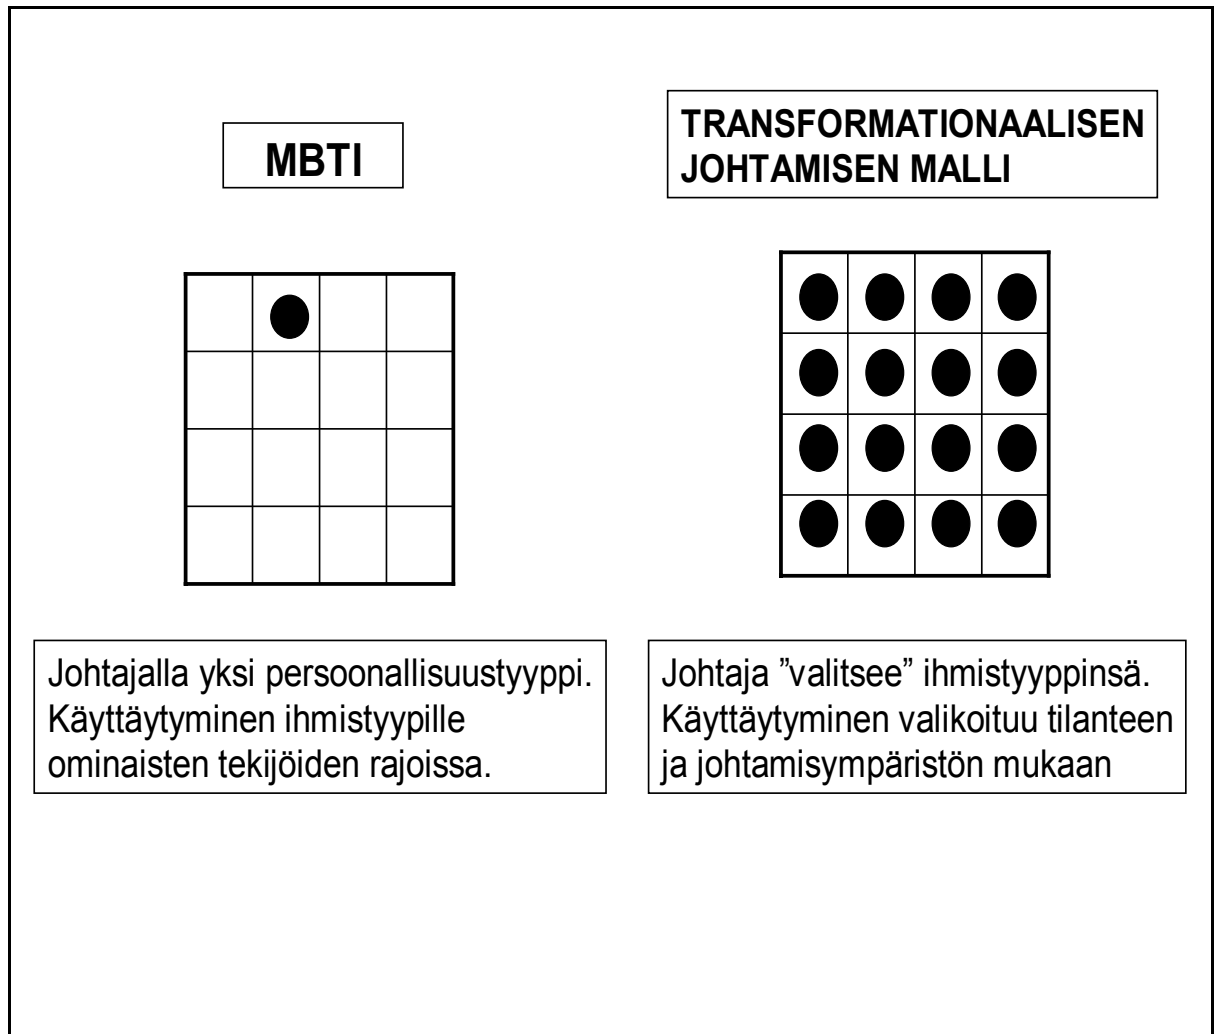 MBTI
TRANSFORMATIONAALISEN
JOHTAMISEN MALLI
Johtajalla yksi persoonallisuustyyppi.
Käyttäytyminen ihmistyypille
ominaisten tekijöiden rajoissa.
Johtaja ”valitsee” ihmistyyppinsä.
Käyttäytyminen valikoituu tilanteen
ja johtamisympäristön mukaan